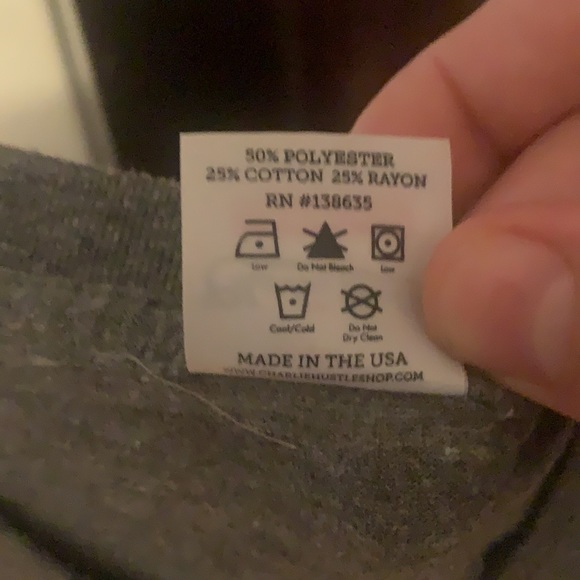 50% POLYESTER
25% COTTON 25% RAYON
RN #138635
Low Do Not Bleach Low
Cool/Cold Do Not
Dry Clean
MADE IN THE USA
WWW.CHARLIEHUSTLESHOP.COM